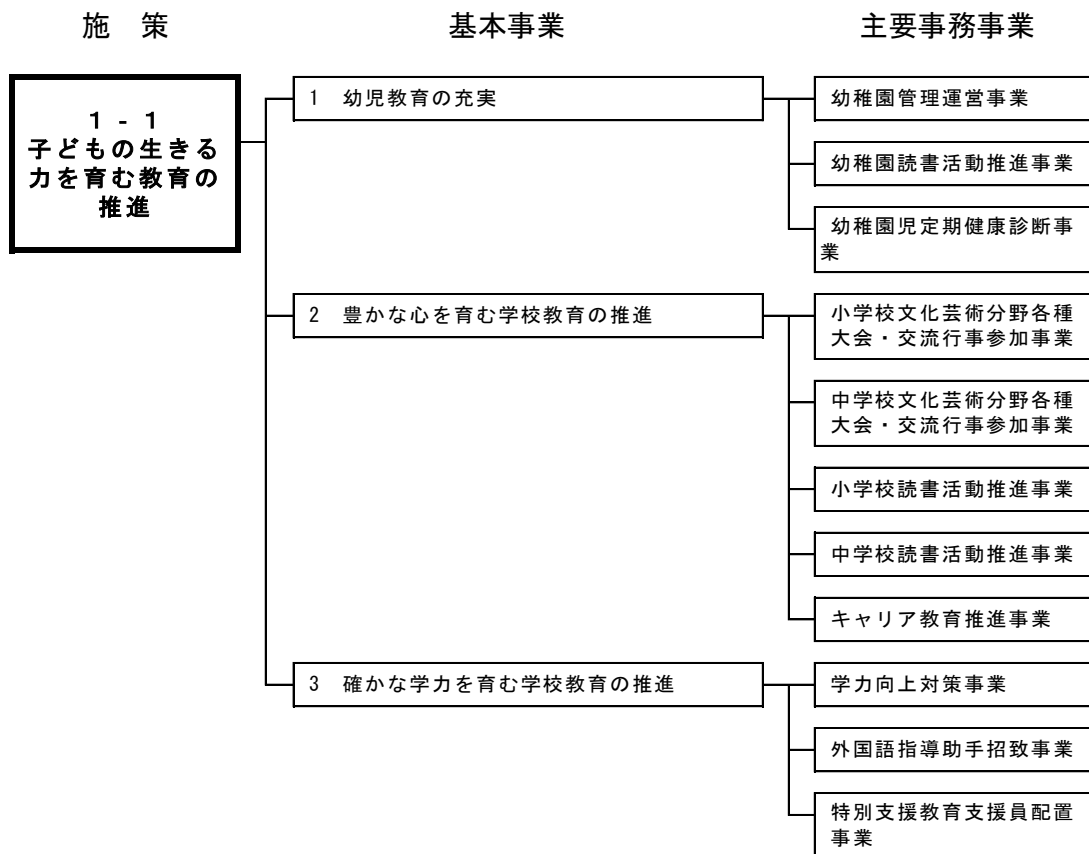 施　策
基本事業
主要事務事業
1 - 1
子どもの生きる
力を育む教育の
推進
1　幼児教育の充実
幼稚園管理運営事業
幼稚園読書活動推進事業
幼稚園児定期健康診断事
業
2　豊かな心を育む学校教育の推進
小学校文化芸術分野各種
大会・交流行事参加事業
中学校文化芸術分野各種
大会・交流行事参加事業
小学校読書活動推進事業
中学校読書活動推進事業
キャリア教育推進事業
3　確かな学力を育む学校教育の推進
学力向上対策事業
外国語指導助手招致事業
特別支援教育支援員配置
事業